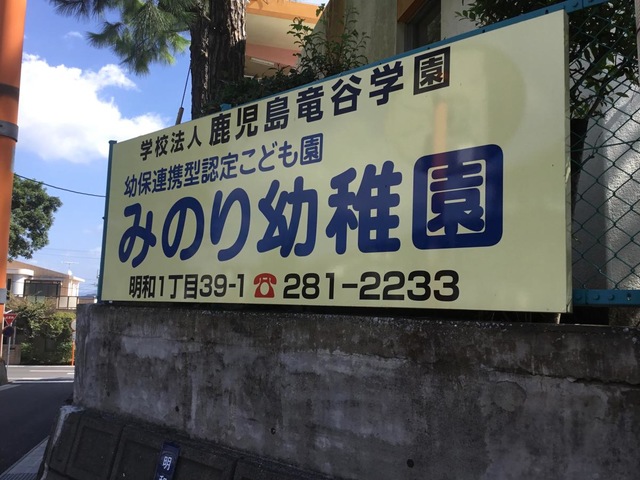 学校法人 鹿児島竜谷学園
幼保連携型認定こども園
みのり幼稚園
明和1丁目39-1 ☎ 281-2233
明和